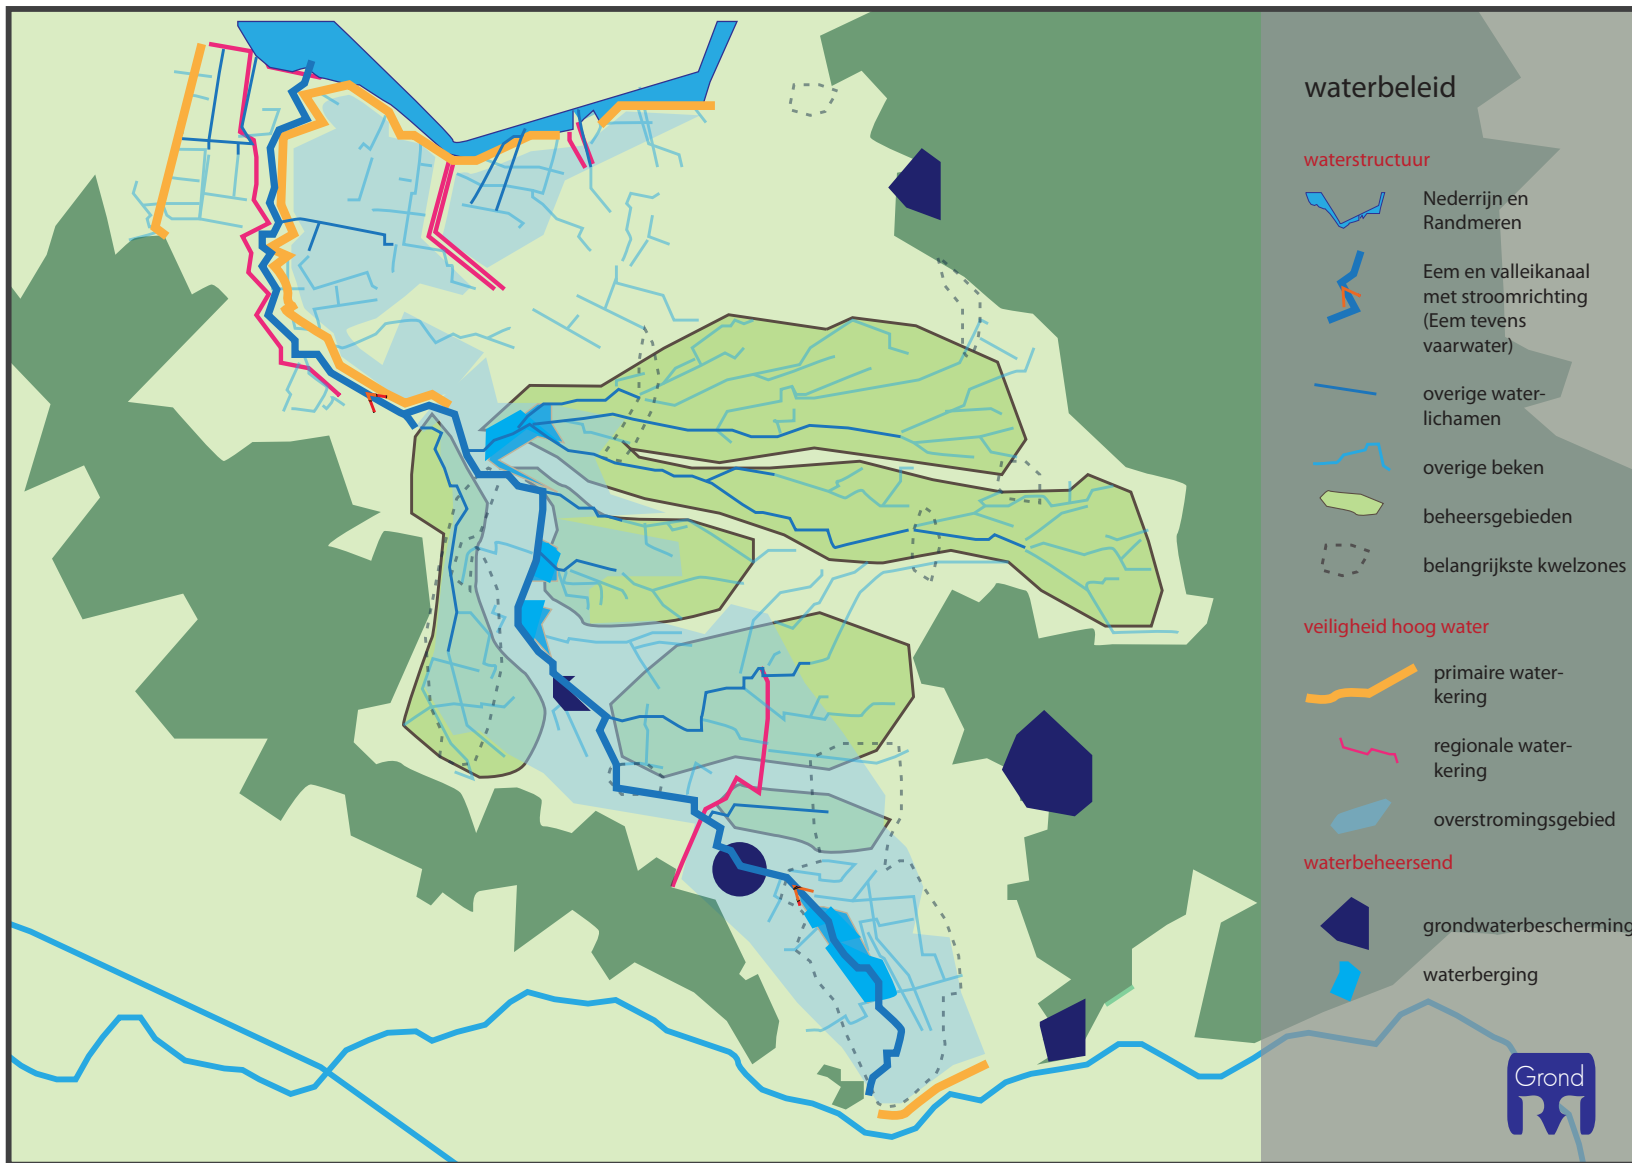 waterbeleid
waterstructuur
Nederrijn en
Randmeren
Eem en valleikanaal
met stroomrichting
(Eem tevens
vaarwater)
overige water-
lichamen
overige beken
beheersgebieden
belangrijkste kwelzones
veiligheid hoog water
primaire water-
kering
regionale water-
kering
overstromingsgebied
waterbeheersend
grondwaterbescherming
waterberging
Grond